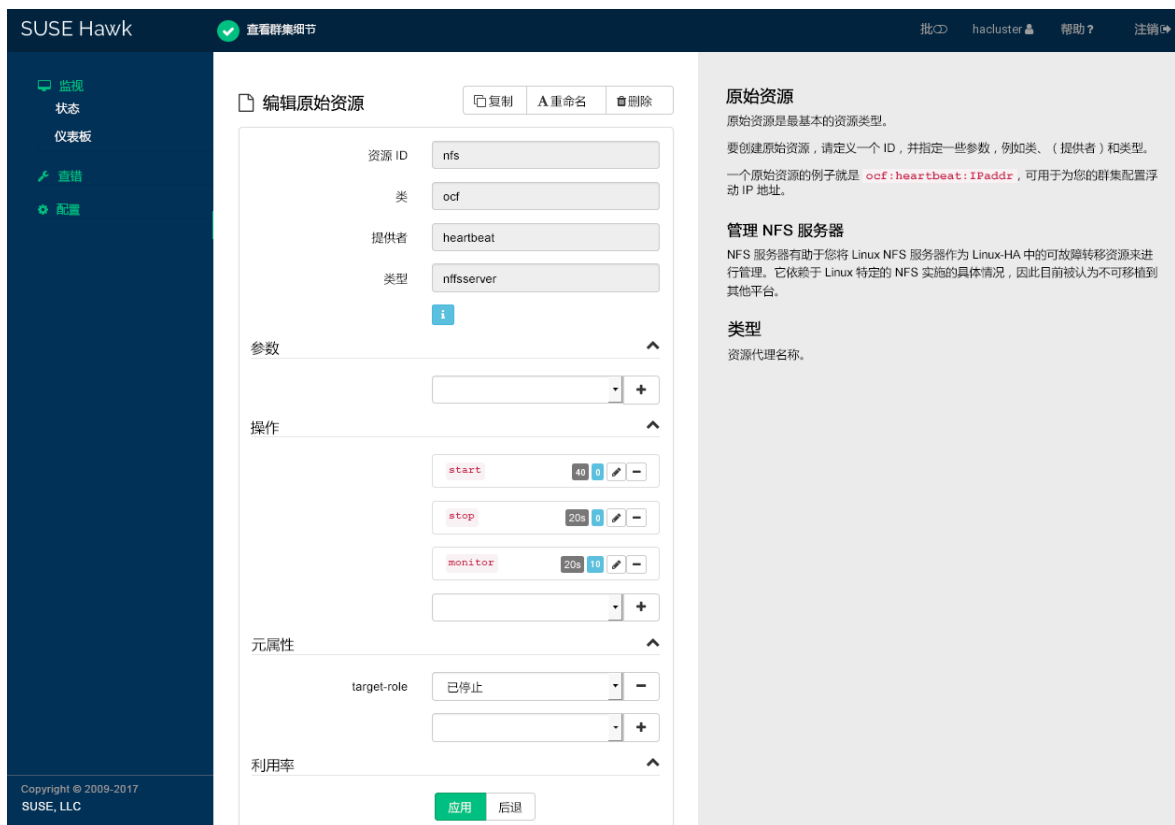 SUSE Hawk
查看群集细节
批
hacluster
帮助?
注销
监视
状态
仪表板
查错
配置
Copyright © 2009-2017
SUSE, LLC
编辑原始资源
复制
A重命名
删除
资源 ID
nfs
类
ocf
提供者
heartbeat
类型
nffsserver
i
参数
操作
start
40 0
stop
20s 0
monitor
20s 10
元属性
target-role
已停止
利用率
应用
后退
原始资源
原始资源是最基本的资源类型。
要创建原始资源，请定义一个 ID，并指定一些参数，例如类、（提供者）和类型。
一个原始资源的例子就是 ocf:heartbeat:IPaddr，可用于为您的群集配置浮
动 IP 地址。
管理 NFS 服务器
NFS 服务器有助于您将 Linux NFS 服务器作为 Linux-HA 中的可故障转移资源来进
行管理。它依赖于 Linux 特定的 NFS 实施的具体情况，因此目前被认为不可移植到
其他平台。
类型
资源代理名称。